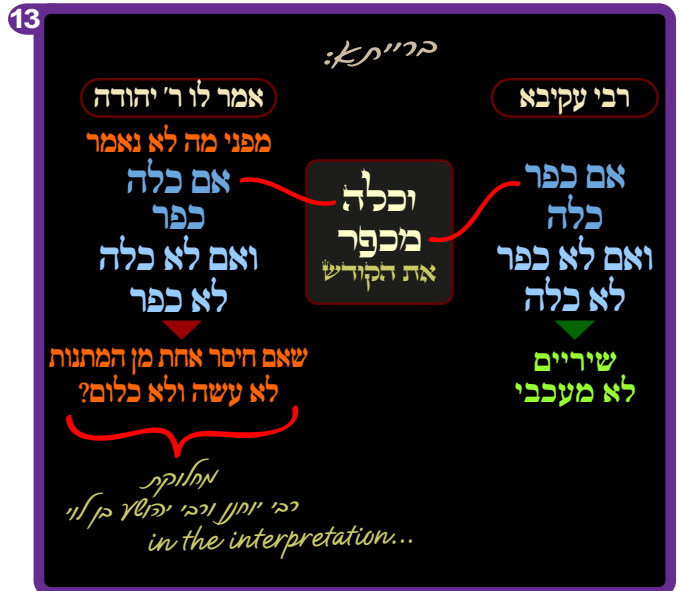 13
ברייתא:
רבי עקיבא
אם כפר
כלה
ואם לא כפר
לא כלה
שיריים
לא מעכבי
וכלה
מכפר
את הקודש
אמר לו ר' יהודה
מפני מה לא נאמר
אם כלה
כפר
ואם לא כלה
לא כפר
שאם חיסר אחת מן המתנות
לא עשה ולא כלום?
מחלוקת
רבי יוחנן ורבי יהושע בן לוי
in the interpretation...